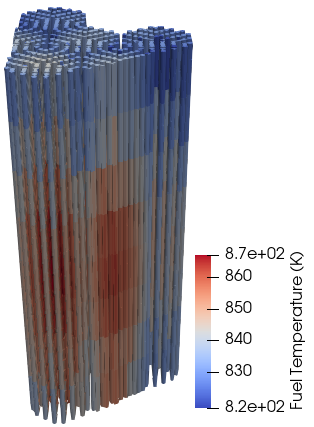 8.7e+02
860
850
840
830
8.2e+02
Fuel Temperature (K)